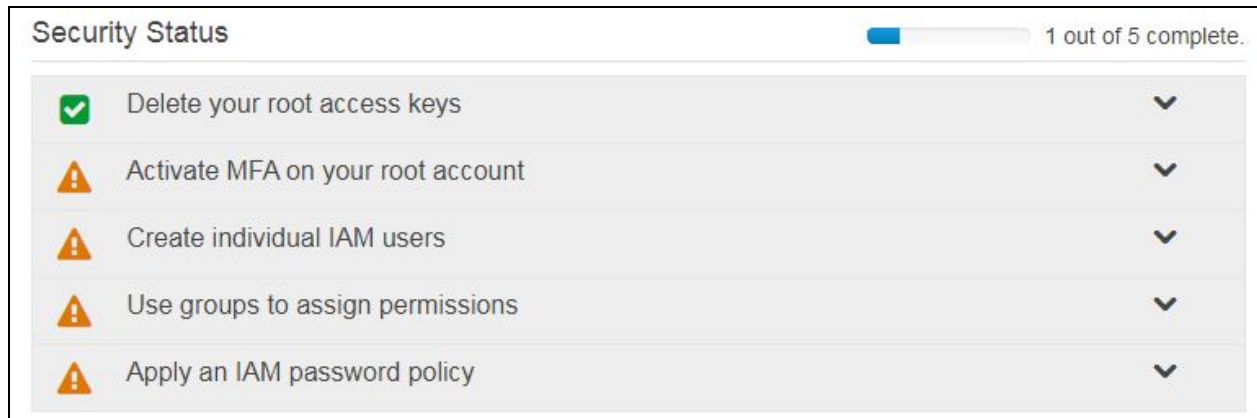 Security Status
1 out of 5 complete.
Delete your root access keys
Activate MFA on your root account
Create individual IAM users
Use groups to assign permissions
Apply an IAM password policy